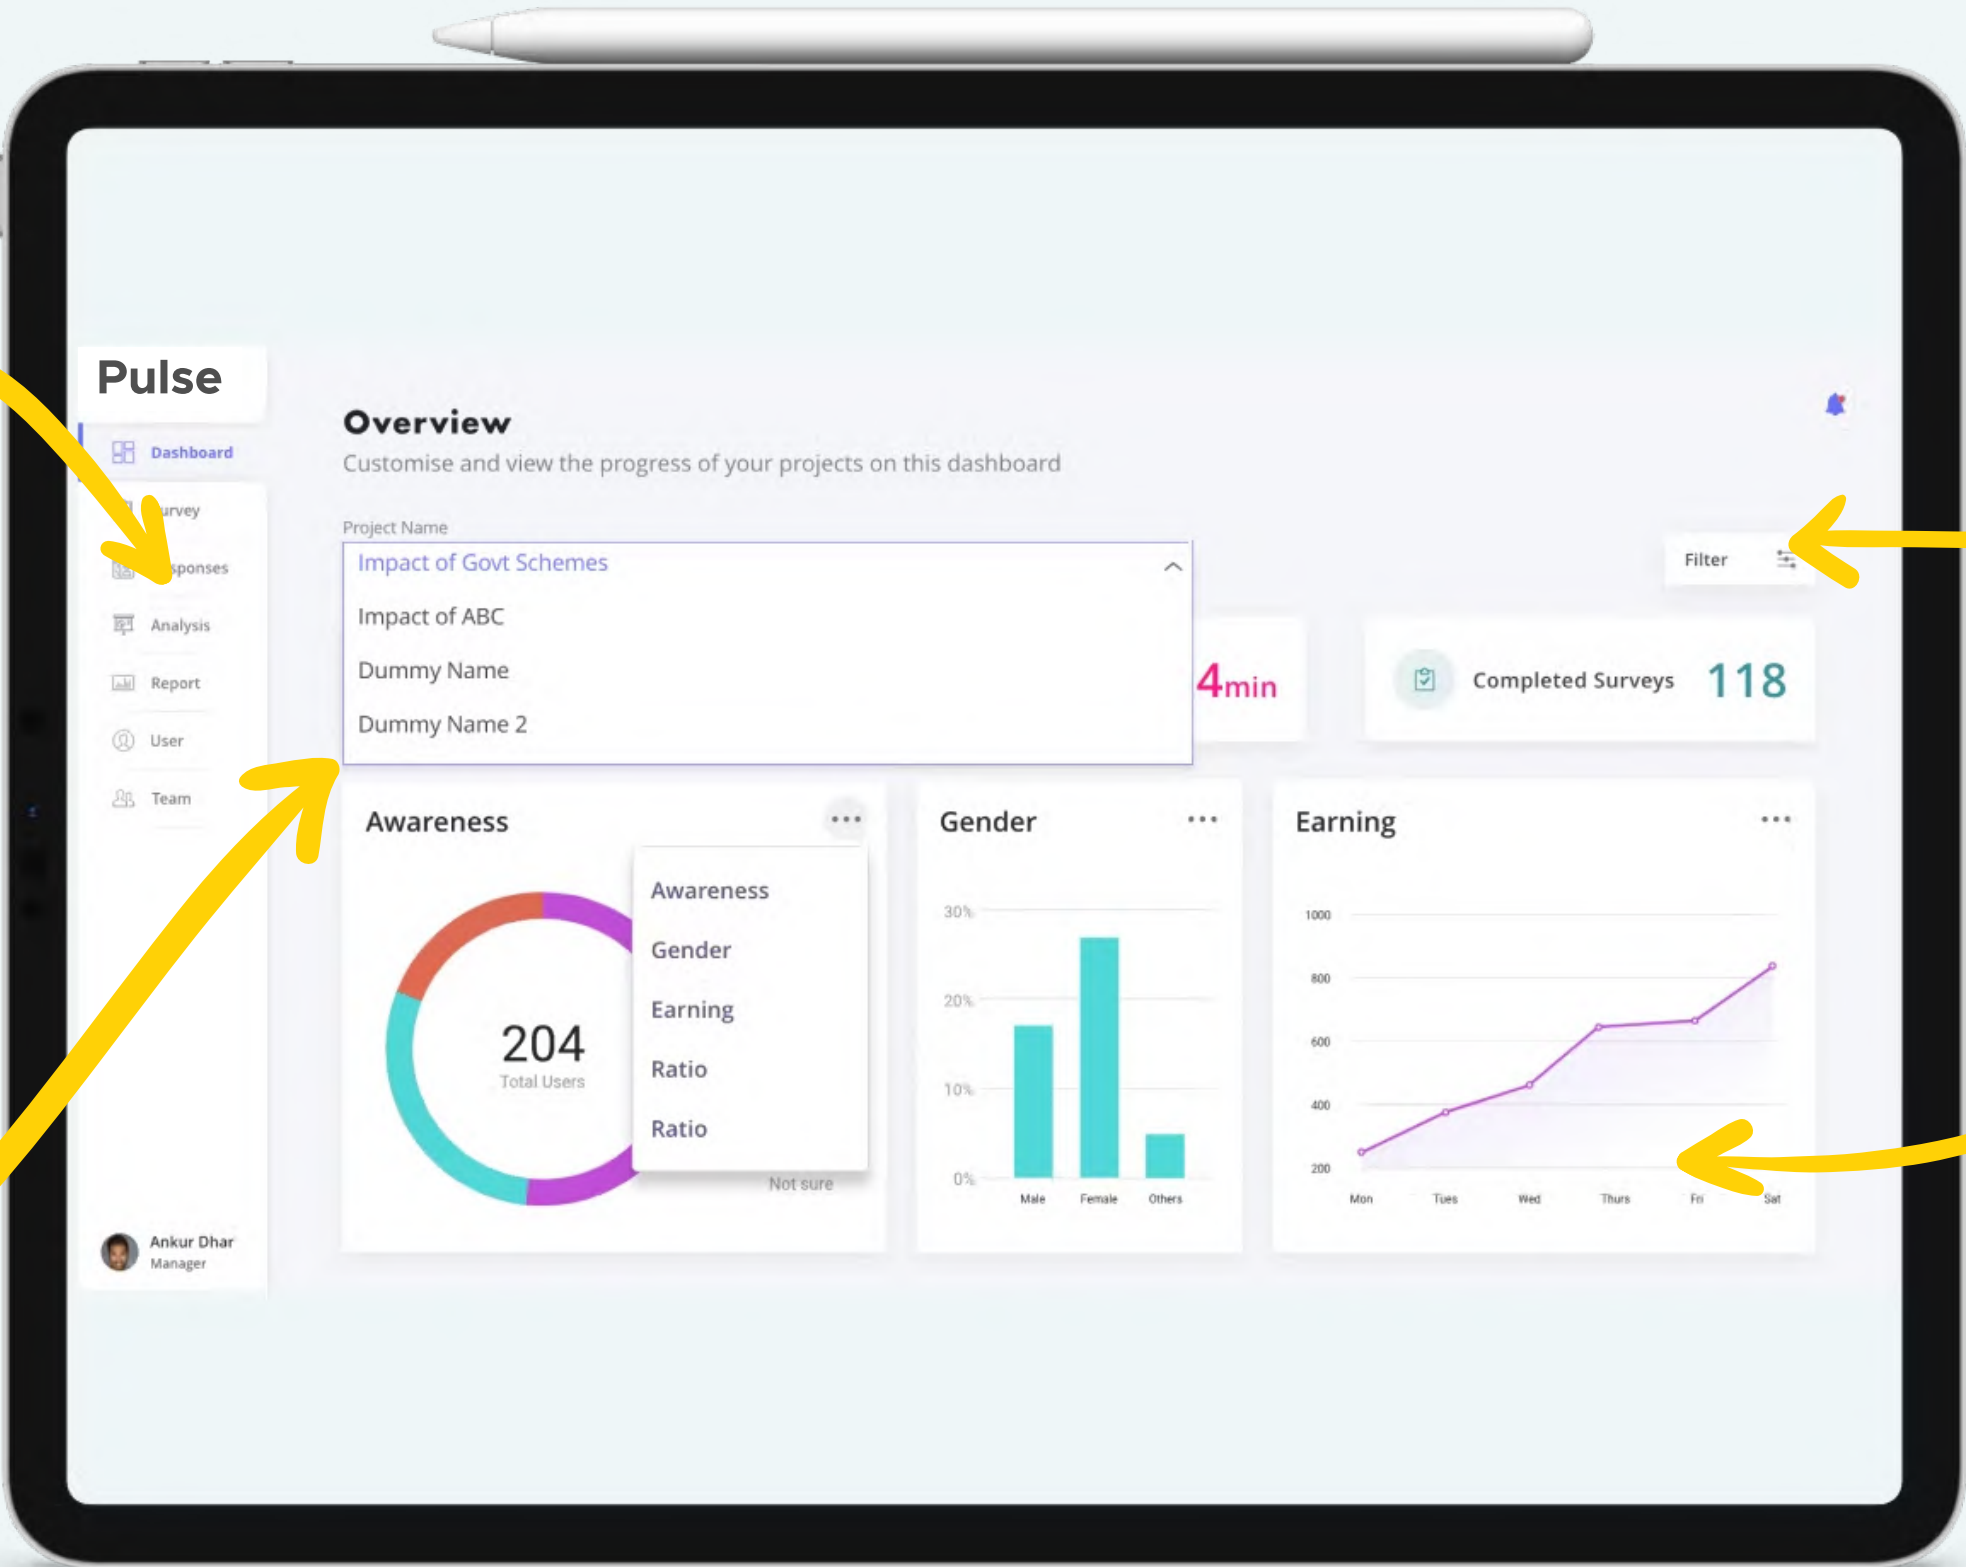 Pulse
Dashboard
urvey
sponses
Analysis
Report
User
Team
Ankur Dhar
Manager
Overview
Customise and view the progress of your projects on this dashboard
Project Name
Impact of Govt Schemes
Impact of ABC
Dummy Name
Dummy Name 2
Filter
4min
Completed Surveys 118
Awareness
204
Total Users
Awareness
Gender
Earning
Ratio
Ratio
Not sure
Gender
30%
20%
10%
0%
Male Female Others
Earning
1000
800
600
400
200
Mon Tues Wed Thurs Fri Sat